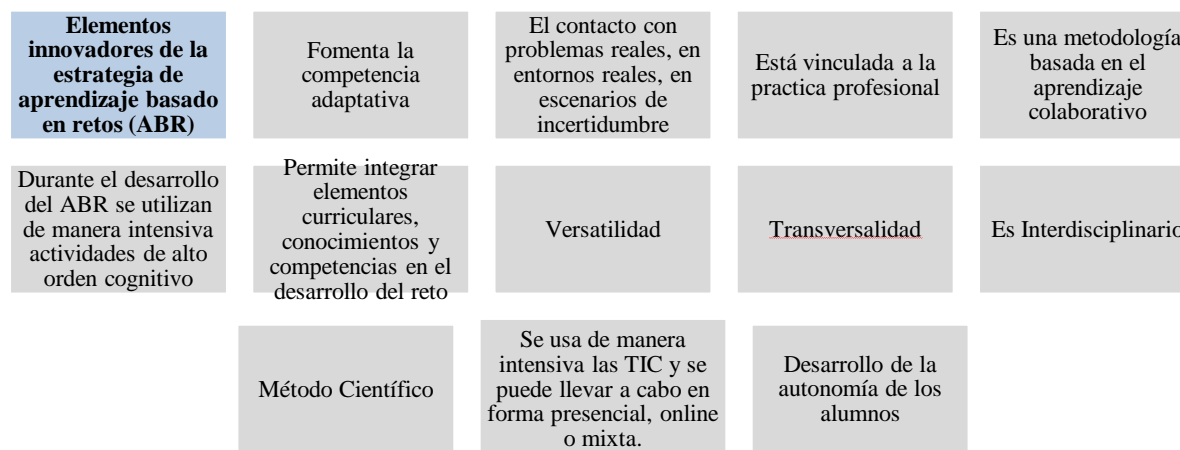 Elementos
innovadores de la
estrategia de
aprendizaje basado
en retos (ABR)
Fomenta la
competencia
adaptativa
El contacto con
problemas reales, en
entornos reales, en
escenarios de
incertidumbre
Está vinculada a la
practica profesional
Es una metodología
basada en el
aprendizaje
colaborativo
Durante el desarrollo
del ABR se utilizan
de manera intensiva
actividades de alto
orden cognitivo
Permite integrar
elementos
curriculares,
conocimientos y
competencias en el
desarrollo del reto
Versatilidad
Transversalidad
Es Interdisciplinario
Método Científico
Se usa de manera
intensiva las TIC y se
puede llevar a cabo en
forma presencial, online
o mixta.
Desarrollo de la
autonomía de los
alumnos